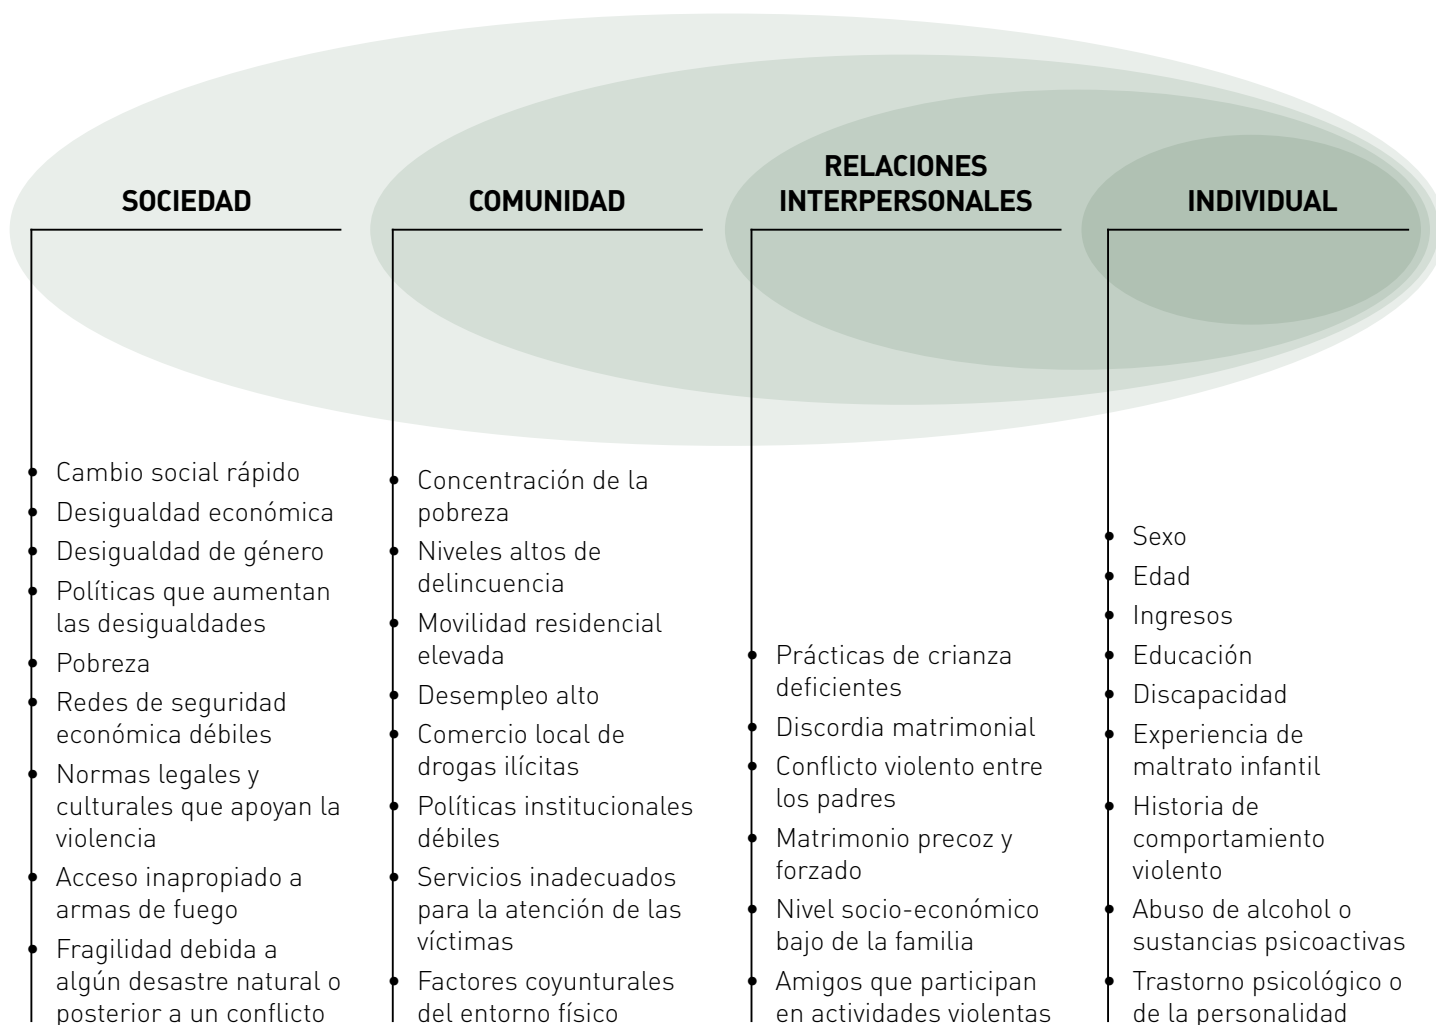 SOCIEDAD
Cambio social rápido
Desigualdad económica
Desigualdad de género
Políticas que aumentan
las desigualdades
Pobreza
Redes de seguridad
económica débiles
Normas legales y
culturales que apoyan la
violencia
Acceso inapropiado a
armas de fuego
Fragilidad debida a
algún desastre natural o
posterior a un conflicto
COMUNIDAD
Concentración de la
pobreza
Niveles altos de
delincuencia
Movilidad residencial
elevada
Desempleo alto
Comercio local de
drogas ilícitas
Políticas institucionales
débiles
Servicios inadecuados
para la atención de las
víctimas
Factores coyunturales
del entorno físico
RELACIONES
INTERPERSONALES
Prácticas de crianza
deficientes
Discordia matrimonial
Conflicto violento entre
los padres
Matrimonio precoz y
forzado
Nivel socio-económico
bajo de la familia
Amigos que participan
en actividades violentas
INDIVIDUAL
Sexo
Edad
Ingresos
Educación
Discapacidad
Experiencia de
maltrato infantil
Historia de
comportamiento
violento
Abuso de alcohol o
sustancias psicoactivas
Trastorno psicológico o
de la personalidad